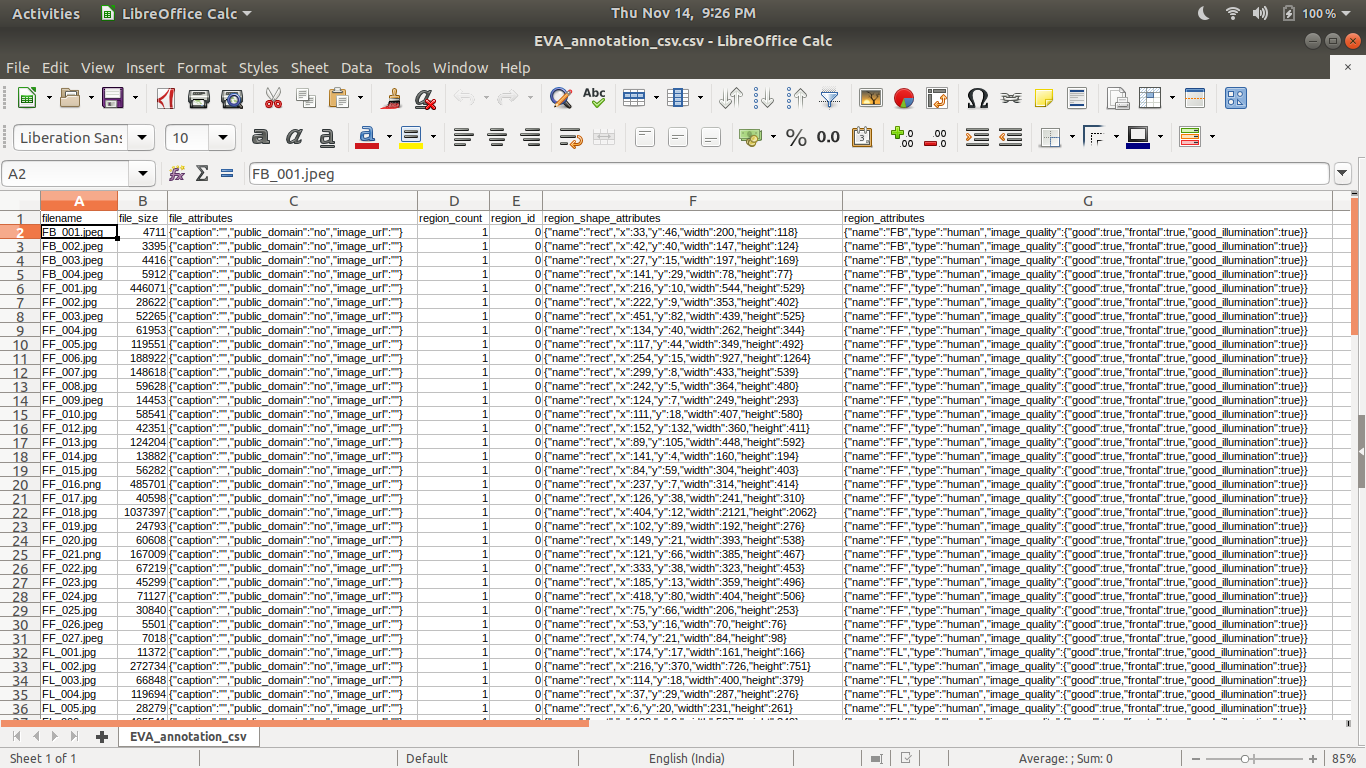 Activities LibreOffice Calc Thu Nov 14, 9:26 PM 100 %
EVA_annotation_csv.csv - LibreOffice Calc
File Edit View Insert Format Styles Sheet Data Tools Window Help
Liberation Sans 10
A2 FB_001.jpeg
A B C D E F G
1 filename file_size file_attributes region_count region_id region_shape_attributes region_attributes
2 FB_001.jpeg 4711 {"caption":"","public_domain":"no","image_url":""} 1 0 {"name":"rect","x":33,"y":46,"width":200,"height":118} {"name":"FB","type":"human","image_quality":{"good":true,"frontal":true,"good_illumination":true}}
3 FB_002.jpeg 3395 {"caption":"","public_domain":"no","image_url":""} 1 0 {"name":"rect","x":42,"y":40,"width":147,"height":124} {"name":"FB","type":"human","image_quality":{"good":true,"frontal":true,"good_illumination":true}}
4 FB_003.jpeg 4416 {"caption":"","public_domain":"no","image_url":""} 1 0 {"name":"rect","x":27,"y":15,"width":197,"height":169} {"name":"FB","type":"human","image_quality":{"good":true,"frontal":true,"good_illumination":true}}
5 FB_004.jpeg 5912 {"caption":"","public_domain":"no","image_url":""} 1 0 {"name":"rect","x":141,"y":29,"width":78,"height":77} {"name":"FB","type":"human","image_quality":{"good":true,"frontal":true,"good_illumination":true}}
6 FF_001.jpg 446071 {"caption":"","public_domain":"no","image_url":""} 1 0 {"name":"rect","x":216,"y":10,"width":544,"height":529} {"name":"FF","type":"human","image_quality":{"good":true,"frontal":true,"good_illumination":true}}
7 FF_002.jpg 28622 {"caption":"","public_domain":"no","image_url":""} 1 0 {"name":"rect","x":222,"y":9,"width":353,"height":402} {"name":"FF","type":"human","image_quality":{"good":true,"frontal":true,"good_illumination":true}}
8 FF_003.jpeg 52265 {"caption":"","public_domain":"no","image_url":""} 1 0 {"name":"rect","x":451,"y":82,"width":439,"height":525} {"name":"FF","type":"human","image_quality":{"good":true,"frontal":true,"good_illumination":true}}
9 FF_004.jpg 61953 {"caption":"","public_domain":"no","image_url":""} 1 0 {"name":"rect","x":134,"y":40,"width":262,"height":344} {"name":"FF","type":"human","image_quality":{"good":true,"frontal":true,"good_illumination":true}}
10 FF_005.jpg 119551 {"caption":"","public_domain":"no","image_url":""} 1 0 {"name":"rect","x":117,"y":44,"width":349,"height":492} {"name":"FF","type":"human","image_quality":{"good":true,"frontal":true,"good_illumination":true}}
11 FF_006.jpg 188922 {"caption":"","public_domain":"no","image_url":""} 1 0 {"name":"rect","x":254,"y":15,"width":927,"height":1264} {"name":"FF","type":"human","image_quality":{"good":true,"frontal":true,"good_illumination":true}}
12 FF_007.jpg 148618 {"caption":"","public_domain":"no","image_url":""} 1 0 {"name":"rect","x":299,"y":8,"width":433,"height":539} {"name":"FF","type":"human","image_quality":{"good":true,"frontal":true,"good_illumination":true}}
13 FF_008.jpg 59628 {"caption":"","public_domain":"no","image_url":""} 1 0 {"name":"rect","x":242,"y":5,"width":364,"height":480} {"name":"FF","type":"human","image_quality":{"good":true,"frontal":true,"good_illumination":true}}
14 FF_009.jpeg 14453 {"caption":"","public_domain":"no","image_url":""} 1 0 {"name":"rect","x":124,"y":7,"width":249,"height":293} {"name":"FF","type":"human","image_quality":{"good":true,"frontal":true,"good_illumination":true}}
15 FF_010.jpg 58541 {"caption":"","public_domain":"no","image_url":""} 1 0 {"name":"rect","x":111,"y":18,"width":407,"height":580} {"name":"FF","type":"human","image_quality":{"good":true,"frontal":true,"good_illumination":true}}
16 FF_012.jpg 42351 {"caption":"","public_domain":"no","image_url":""} 1 0 {"name":"rect","x":152,"y":132,"width":360,"height":411} {"name":"FF","type":"human","image_quality":{"good":true,"frontal":true,"good_illumination":true}}
17 FF_013.jpg 124204 {"caption":"","public_domain":"no","image_url":""} 1 0 {"name":"rect","x":89,"y":105,"width":448,"height":592} {"name":"FF","type":"human","image_quality":{"good":true,"frontal":true,"good_illumination":true}}
18 FF_014.jpg 13882 {"caption":"","public_domain":"no","image_url":""} 1 0 {"name":"rect","x":141,"y":4,"width":160,"height":194} {"name":"FF","type":"human","image_quality":{"good":true,"frontal":true,"good_illumination":true}}
19 FF_015.jpg 56282 {"caption":"","public_domain":"no","image_url":""} 1 0 {"name":"rect","x":84,"y":59,"width":304,"height":403} {"name":"FF","type":"human","image_quality":{"good":true,"frontal":true,"good_illumination":true}}
20 FF_016.png 485701 {"caption":"","public_domain":"no","image_url":""} 1 0 {"name":"rect","x":237,"y":7,"width":314,"height":414} {"name":"FF","type":"human","image_quality":{"good":true,"frontal":true,"good_illumination":true}}
21 FF_017.jpg 40598 {"caption":"","public_domain":"no","image_url":""} 1 0 {"name":"rect","x":126,"y":38,"width":241,"height":310} {"name":"FF","type":"human","image_quality":{"good":true,"frontal":true,"good_illumination":true}}
22 FF_018.jpg 1037397 {"caption":"","public_domain":"no","image_url":""} 1 0 {"name":"rect","x":404,"y":12,"width":2121,"height":2062} {"name":"FF","type":"human","image_quality":{"good":true,"frontal":true,"good_illumination":true}}
23 FF_019.jpg 24793 {"caption":"","public_domain":"no","image_url":""} 1 0 {"name":"rect","x":102,"y":89,"width":192,"height":276} {"name":"FF","type":"human","image_quality":{"good":true,"frontal":true,"good_illumination":true}}
24 FF_020.jpg 60608 {"caption":"","public_domain":"no","image_url":""} 1 0 {"name":"rect","x":149,"y":21,"width":393,"height":538} {"name":"FF","type":"human","image_quality":{"good":true,"frontal":true,"good_illumination":true}}
25 FF_021.png 167009 {"caption":"","public_domain":"no","image_url":""} 1 0 {"name":"rect","x":121,"y":66,"width":385,"height":467} {"name":"FF","type":"human","image_quality":{"good":true,"frontal":true,"good_illumination":true}}
26 FF_022.jpg 67219 {"caption":"","public_domain":"no","image_url":""} 1 0 {"name":"rect","x":333,"y":38,"width":323,"height":453} {"name":"FF","type":"human","image_quality":{"good":true,"frontal":true,"good_illumination":true}}
27 FF_023.jpg 45299 {"caption":"","public_domain":"no","image_url":""} 1 0 {"name":"rect","x":185,"y":13,"width":359,"height":496} {"name":"FF","type":"human","image_quality":{"good":true,"frontal":true,"good_illumination":true}}
28 FF_024.jpg 71127 {"caption":"","public_domain":"no","image_url":""} 1 0 {"name":"rect","x":418,"y":80,"width":404,"height":506} {"name":"FF","type":"human","image_quality":{"good":true,"frontal":true,"good_illumination":true}}
29 FF_025.jpg 30840 {"caption":"","public_domain":"no","image_url":""} 1 0 {"name":"rect","x":75,"y":66,"width":206,"height":253} {"name":"FF","type":"human","image_quality":{"good":true,"frontal":true,"good_illumination":true}}
30 FF_026.jpeg 5501 {"caption":"","public_domain":"no","image_url":""} 1 0 {"name":"rect","x":53,"y":16,"width":70,"height":76} {"name":"FF","type":"human","image_quality":{"good":true,"frontal":true,"good_illumination":true}}
31 FF_027.jpeg 7018 {"caption":"","public_domain":"no","image_url":""} 1 0 {"name":"rect","x":74,"y":21,"width":84,"height":98} {"name":"FF","type":"human","image_quality":{"good":true,"frontal":true,"good_illumination":true}}
32 FL_001.jpg 11372 {"caption":"","public_domain":"no","image_url":""} 1 0 {"name":"rect","x":174,"y":17,"width":161,"height":166} {"name":"FL","type":"human","image_quality":{"good":true,"frontal":true,"good_illumination":true}}
33 FL_002.jpg 272734 {"caption":"","public_domain":"no","image_url":""} 1 0 {"name":"rect","x":216,"y":370,"width":726,"height":751} {"name":"FL","type":"human","image_quality":{"good":true,"frontal":true,"good_illumination":true}}
34 FL_003.jpg 66848 {"caption":"","public_domain":"no","image_url":""} 1 0 {"name":"rect","x":114,"y":18,"width":400,"height":379} {"name":"FL","type":"human","image_quality":{"good":true,"frontal":true,"good_illumination":true}}
35 FL_004.jpg 119694 {"caption":"","public_domain":"no","image_url":""} 1 0 {"name":"rect","x":37,"y":29,"width":287,"height":276} {"name":"FL","type":"human","image_quality":{"good":true,"frontal":true,"good_illumination":true}}
36 FL_005.jpg 28279 {"caption":"","public_domain":"no","image_url":""} 1 0 {"name":"rect","x":6,"y":20,"width":231,"height":261} {"name":"FL","type":"human","image_quality":{"good":true,"frontal":true,"good_illumination":true}}
EVA_annotation_csv
Sheet 1 of 1 Default English (India) Average: ; Sum: 0 85%